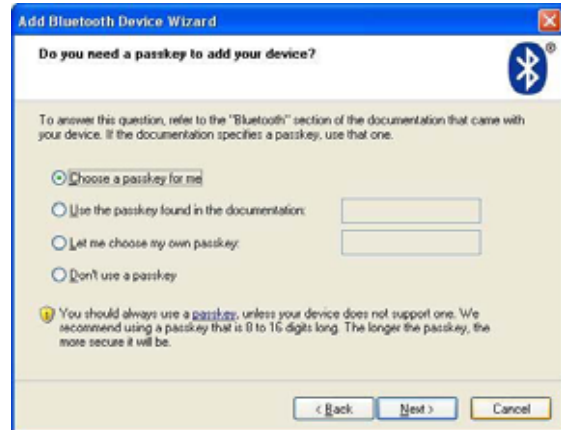 Add Bluetooth Device Wizard
Do you need a passkey to add your device?
®
To answer this question, refer to the "Bluetooth" section of the documentation that came with
your device. If the documentation specifies a passkey, use that one.
Choose a passkey for me
Use the passkey found in the documentation:
Let me choose my own passkey:
Don't use a passkey
You should always use a passkey, unless your device does not support one. We
recommend using a passkey that is 8 to 16 digits long. The longer the passkey, the
more secure it will be.
< Back Next > Cancel